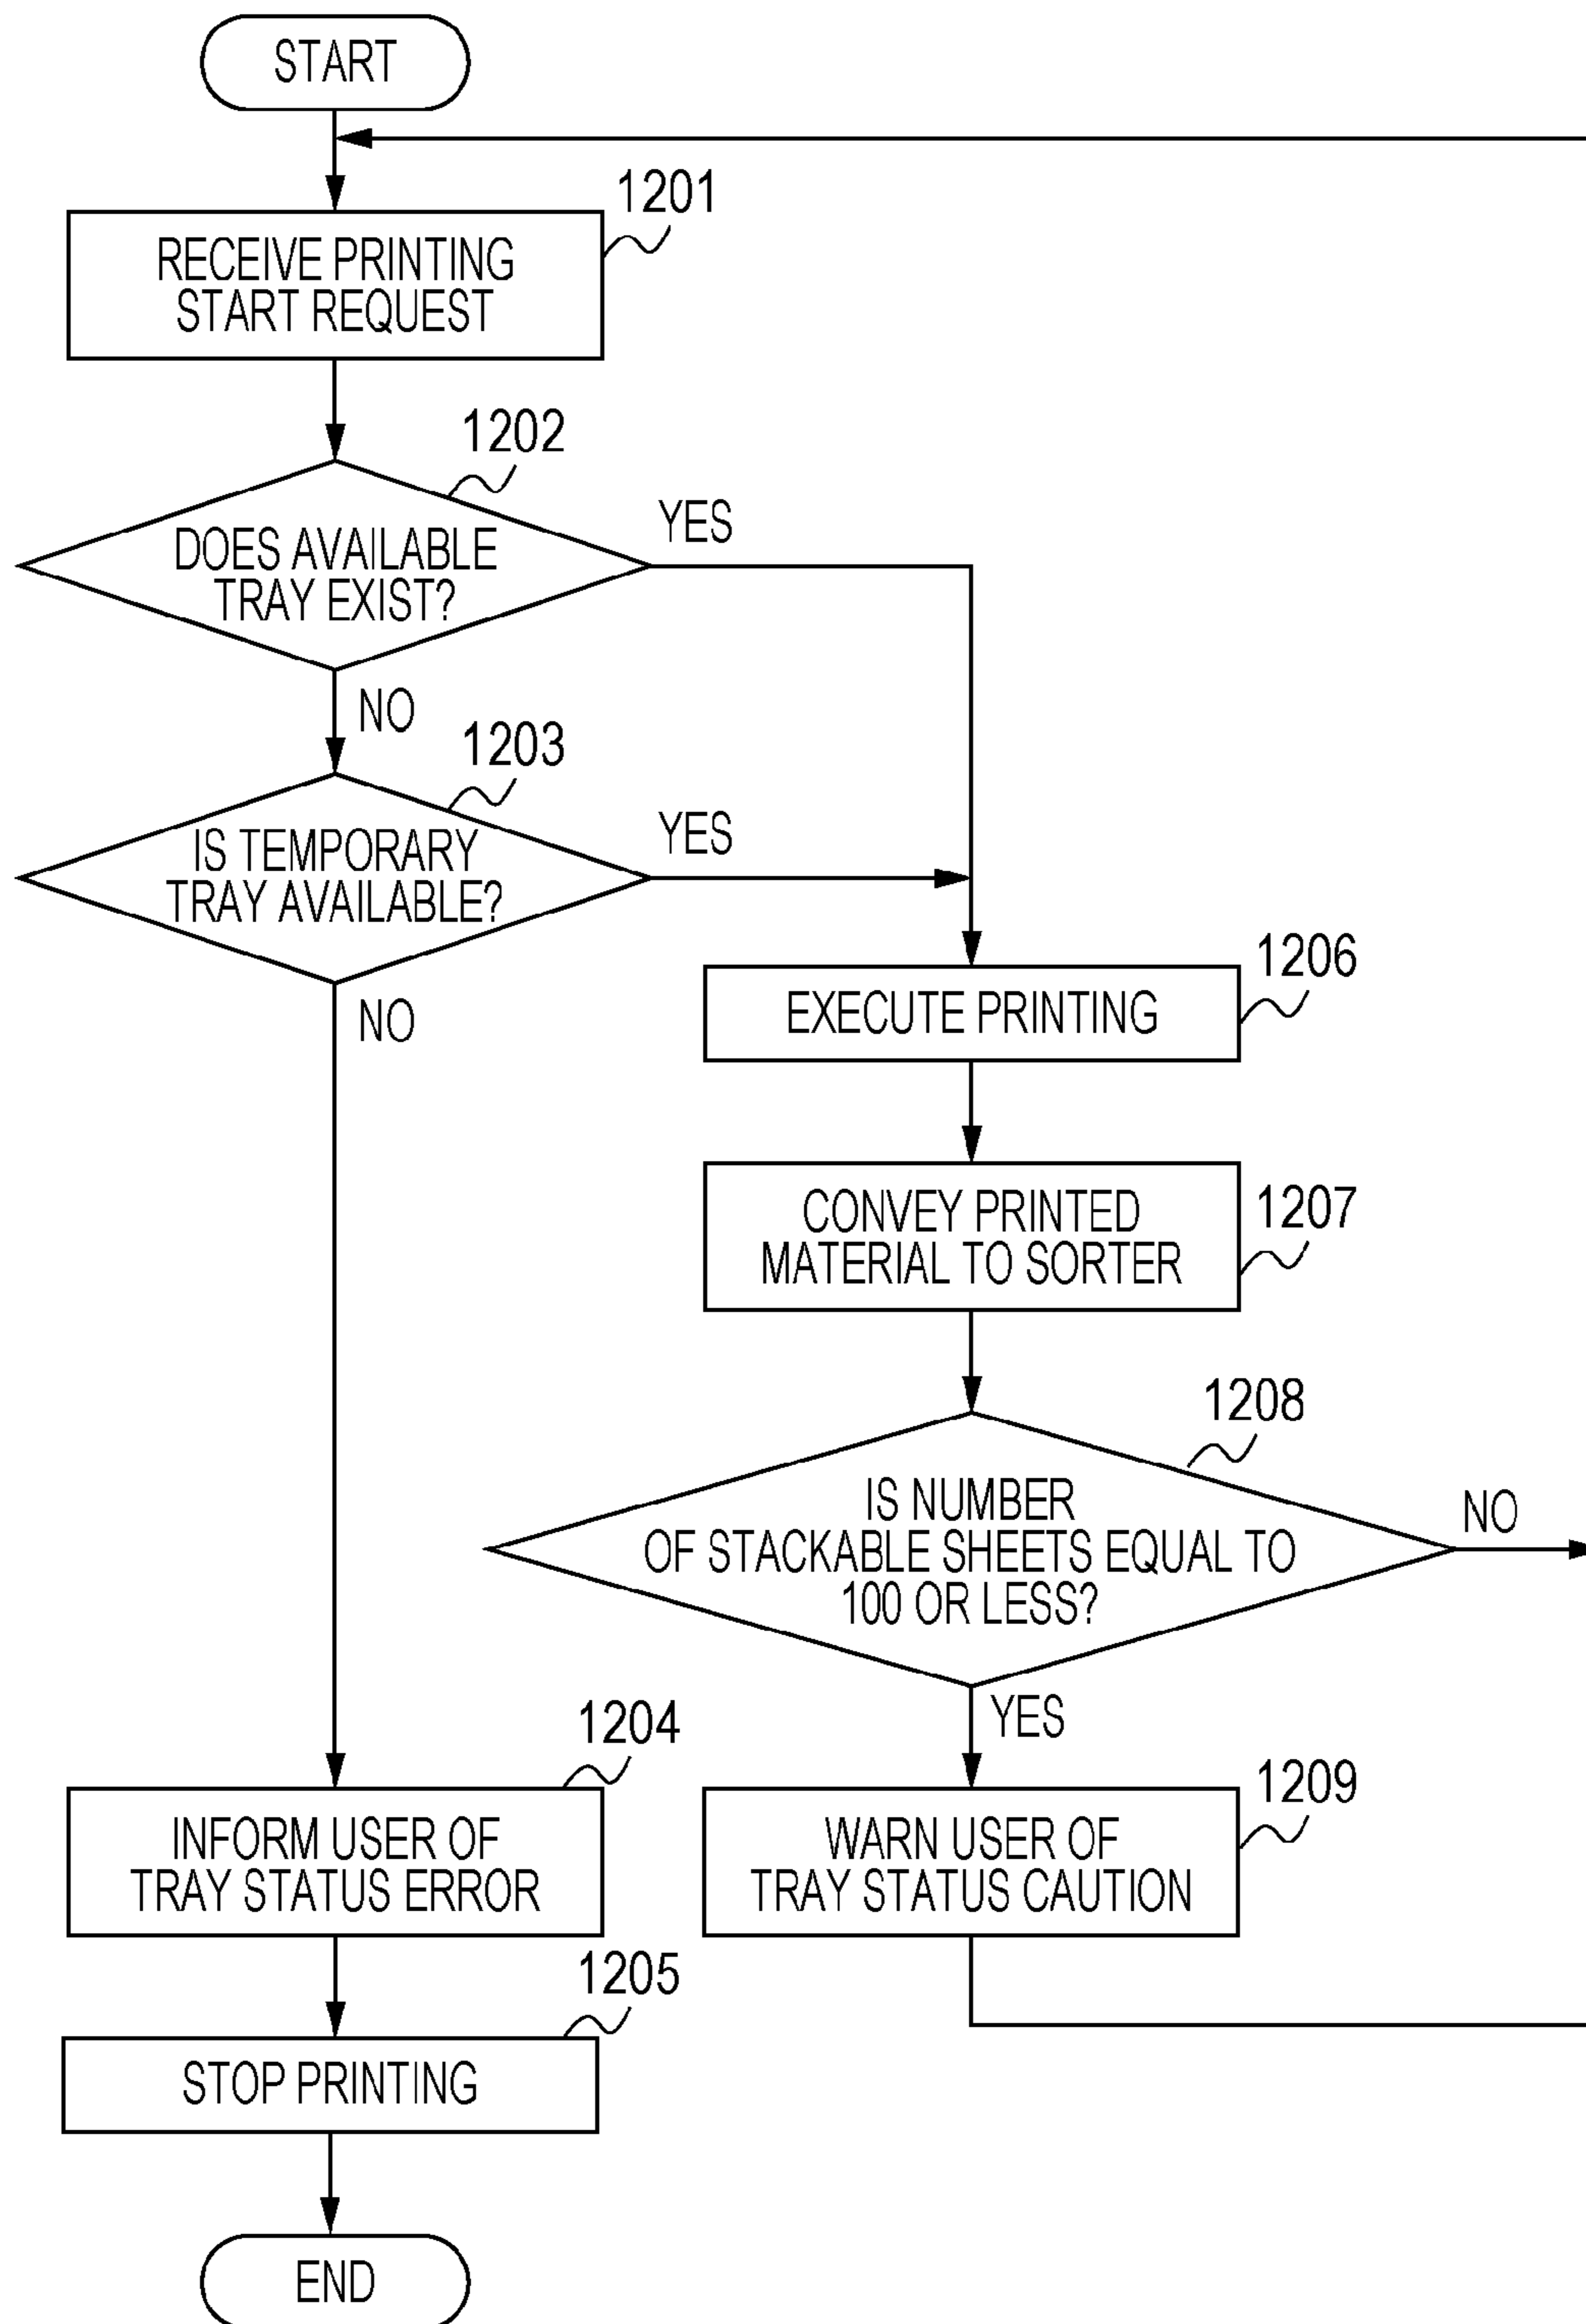 START
1201
RECEIVE PRINTING
START REQUEST
1202
DOES AVAILABLE
TRAY EXIST?
YES
NO
1203
IS TEMPORARY
TRAY AVAILABLE?
YES
NO
1206
EXECUTE PRINTING
1207
CONVEY PRINTED
MATERIAL TO SORTER
1208
IS NUMBER
OF STACKABLE SHEETS EQUAL TO
100 OR LESS?
NO
YES
1204
INFORM USER OF
TRAY STATUS ERROR
1209
WARN USER OF
TRAY STATUS CAUTION
1205
STOP PRINTING
END